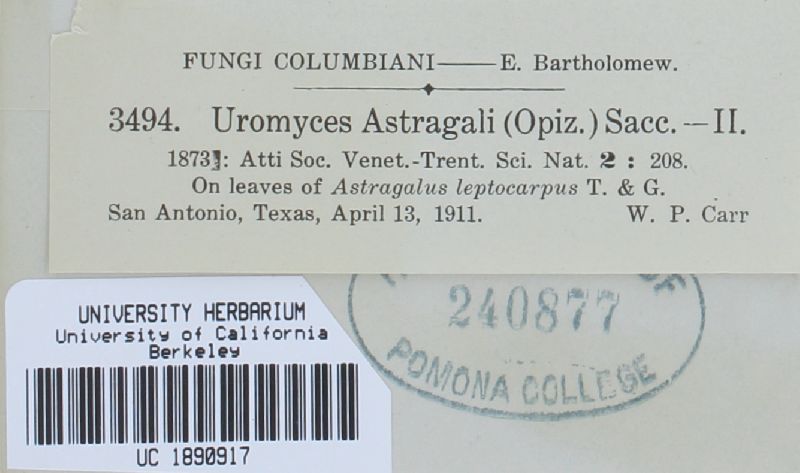 FUNGI COLUMBIANI——E. Bartholomew.
3494. Uromyces Astragali (Opiz.) Sacc. — II.
1873: Atti Soc. Venet.-Trent. Sci. Nat. 2 : 208.
On leaves of Astragalus leptocarpus T. & G.
San Antonio, Texas, April 13, 1911. W. P. Carr
OF
240877
POMONA COLLEGE
UNIVERSITY HERBARIUM
University of California
Berkeley
UC 1890917